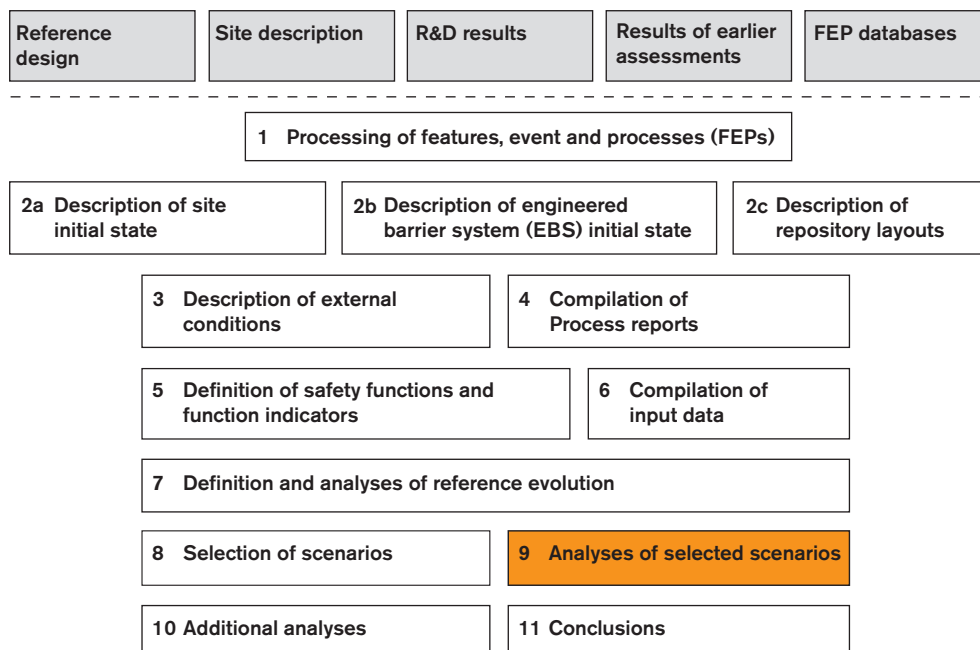 Reference
design
Site description
R&D results
Results of earlier
assessments
FEP databases
1 Processing of features, event and processes (FEPs)
2a Description of site
initial state
2b Description of engineered
barrier system (EBS) initial state
2c Description of
repository layouts
3 Description of external
conditions
4 Compilation of
Process reports
5 Definition of safety functions and
function indicators
6 Compilation of
input data
7 Definition and analyses of reference evolution
8 Selection of scenarios
9 Analyses of selected scenarios
10 Additional analyses
11 Conclusions